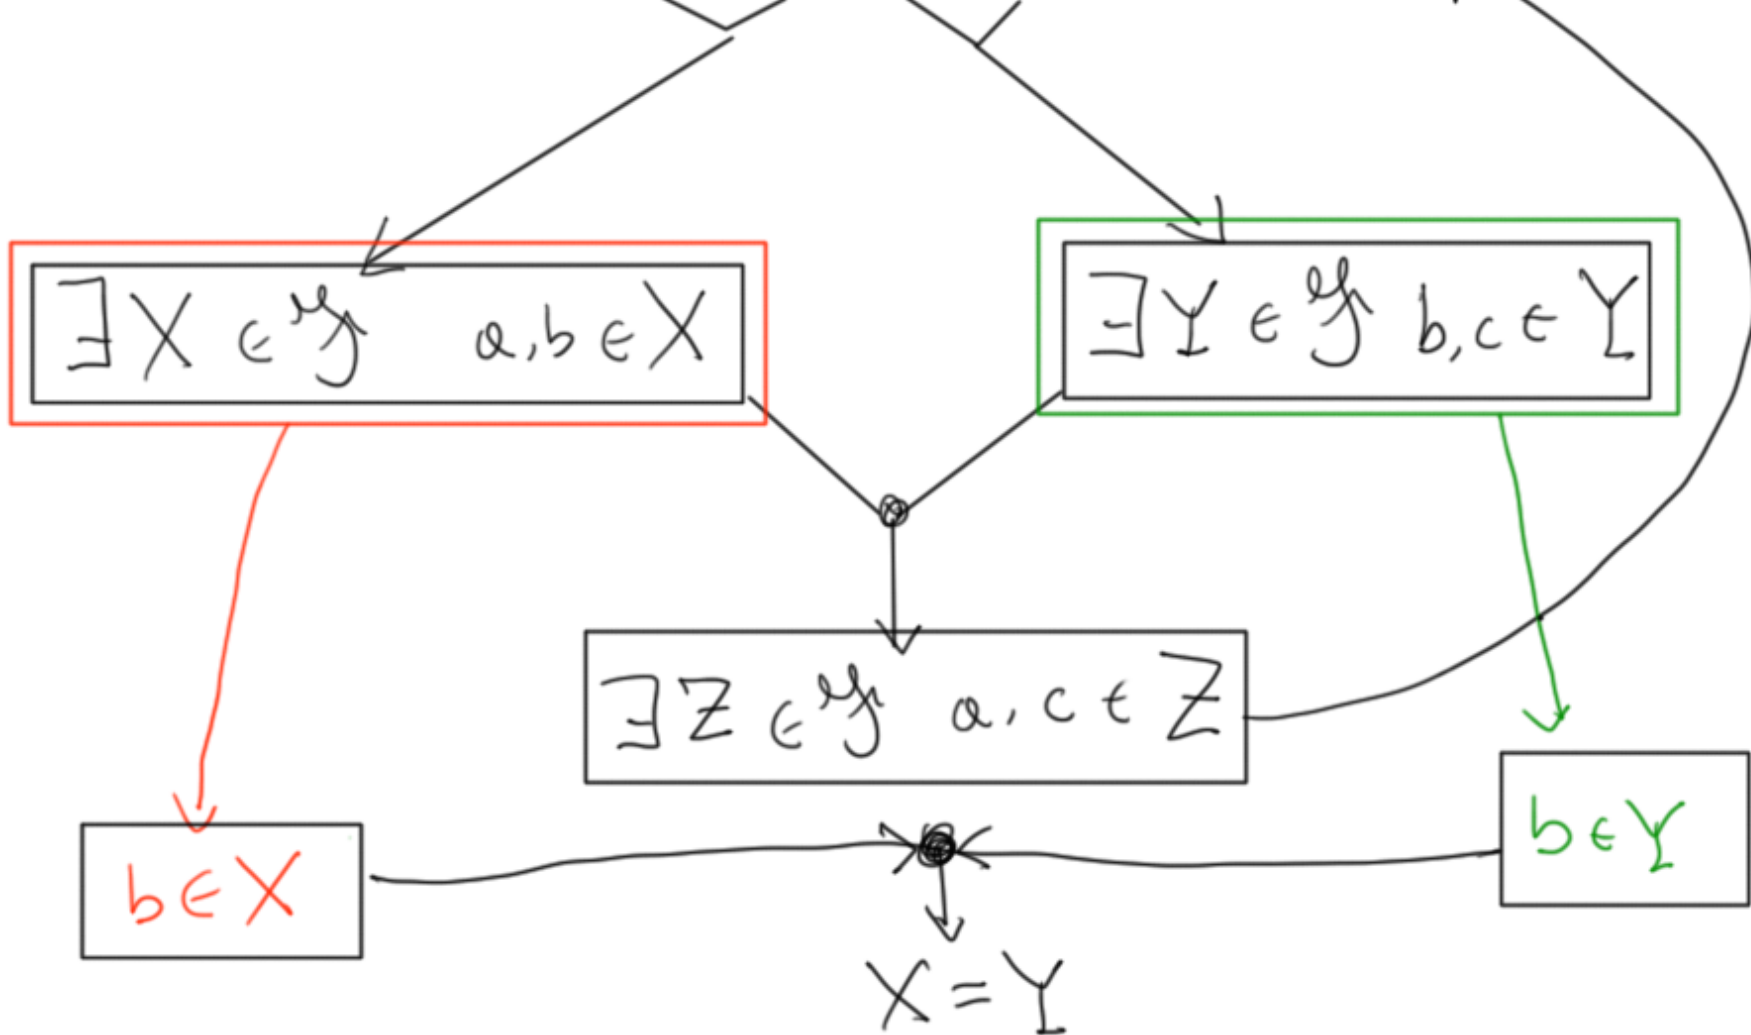 ∃X ∈ 𝒴 a,b ∈ X
∃Y ∈ 𝒴 b,c ∈ Y
∃Z ∈ 𝒴 a,c ∈ Z
b ∈ X
b ∈ Y
X = Y